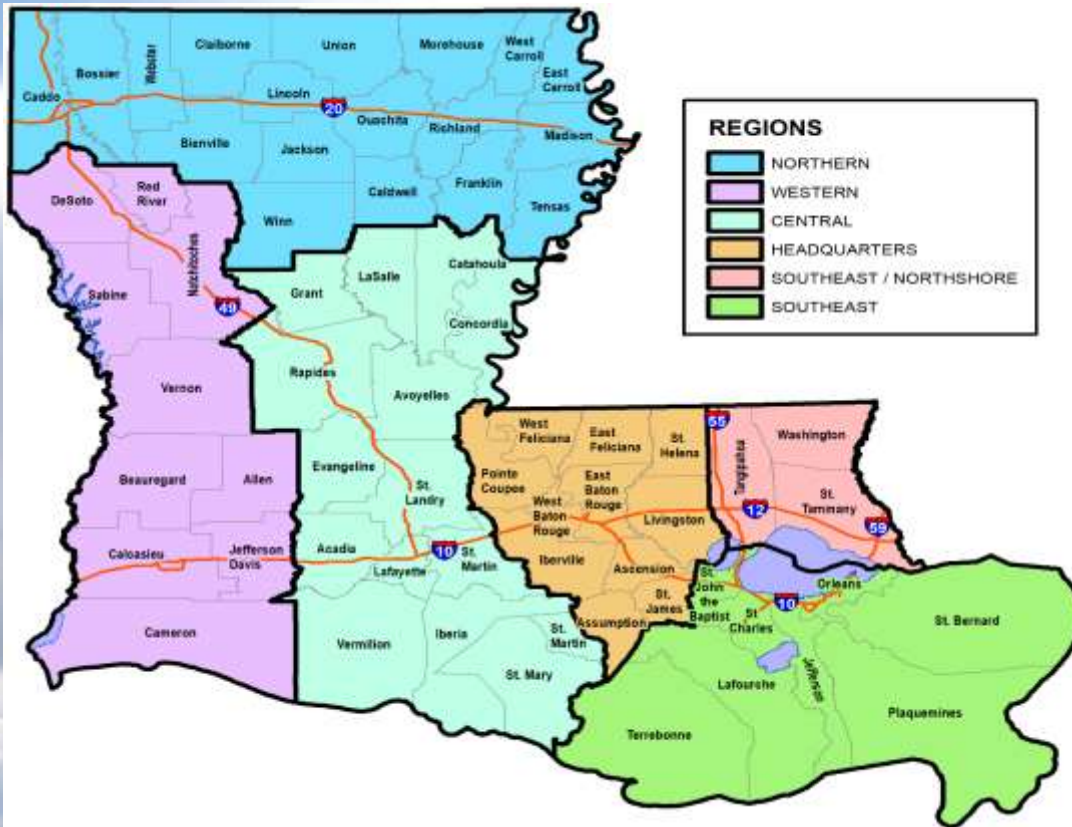 Claiborne
Union
Morehouse
West
Carroll
Bossier
Webster
East
Carroll
Caddo
Lincoln
20
Ouachita
Richland
Madison
Bienville
Jackson
Caldwell
Franklin
Tensas
Winn
REGIONS
NORTHERN
WESTERN
CENTRAL
HEADQUARTERS
SOUTHEAST / NORTHSHORE
SOUTHEAST
DeSoto
Red
River
Natchitoches
Sabine
49
Vernon
Beauregard
Allen
Calcasieu
Jefferson
Davis
Cameron
Grant
LaSalle
Catahoula
Concordia
Rapides
Avoyelles
Evangeline
St.
Landry
Acadia
Lafayette
10
St.
Martin
Vermilion
Iberia
St.
Martin
St. Mary
West
Feliciana
East
Feliciana
St.
Helena
Pointe
Coupee
West
Baton
Rouge
East
Baton
Rouge
Livingston
Iberville
Ascension
St.
James
Assumption
55
Tangipahoa
Washington
St.
Tammany
12
59
St.
John
the
Baptist
St
Charles
10
Orleans
St. Bernard
Jefferson
Lafourche
Plaquemines
Terrebonne